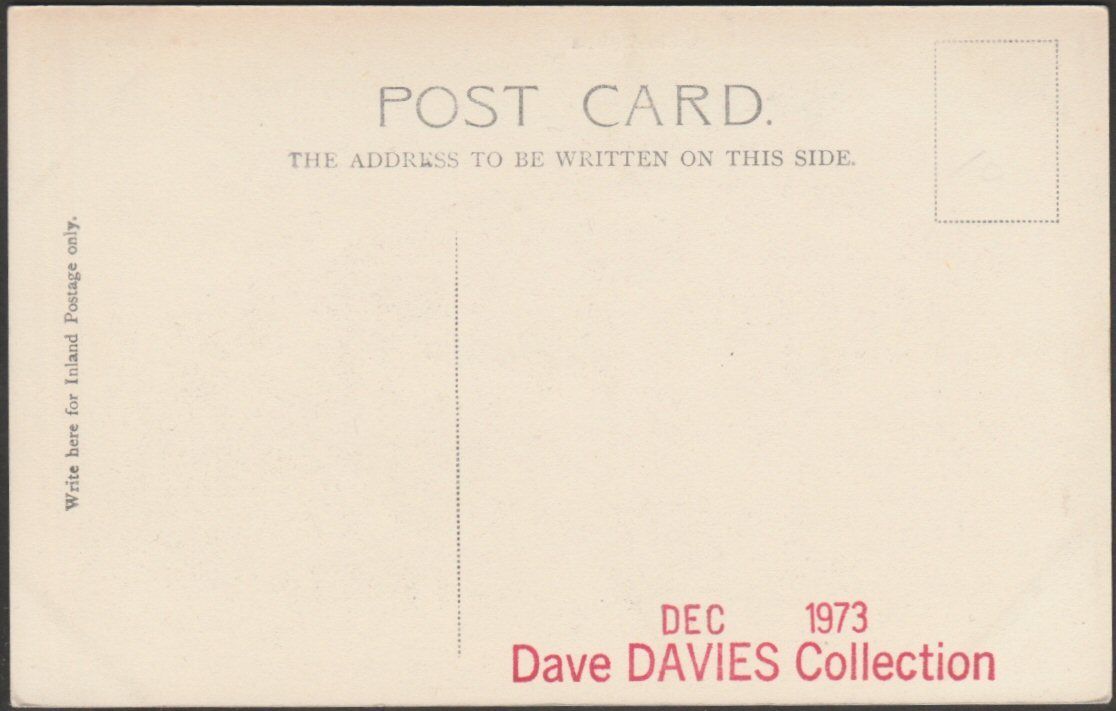 POST CARD.
THE ADDRESS TO BE WRITTEN ON THIS SIDE.
Write here for Inland Postage only.
DEC 1973
Dave DAVIES Collection